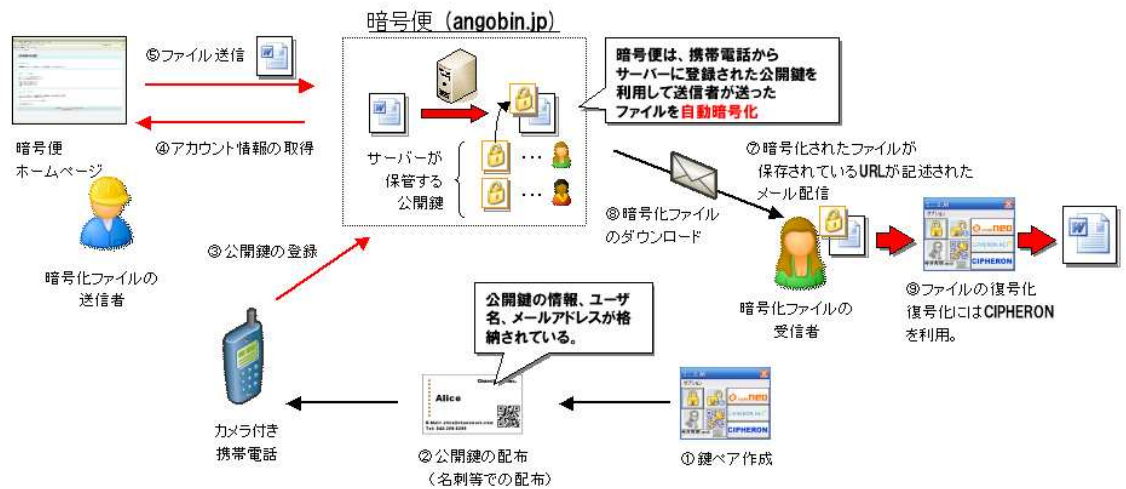 暗号便 (angobin.jp)
⑤ファイル送信
暗号便は、携帯電話から
サーバーに登録された公開鍵を
利用して送信者が送った
ファイルを自動暗号化
暗号便
ホームページ
④アカウント情報の取得
サーバーが
保管する
公開鍵
…
…
⑦暗号化されたファイルが
保存されているURLが記述された
メール配信
⑧暗号化ファイル
のダウンロード
③公開鍵の登録
暗号化ファイルの
送信者
オプション
neo
CIPHERON
暗号化ファイルの
受信者
⑨ファイルの復号化
復号化にはCIPHERON
を利用。
公開鍵の情報、ユーザ
名、メールアドレスが格
納されている。
Alice
カメラ付き
携帯電話
②公開鍵の配布
(名刺等での配布)
オプション
neo
CIPHERON
①鍵ペア作成